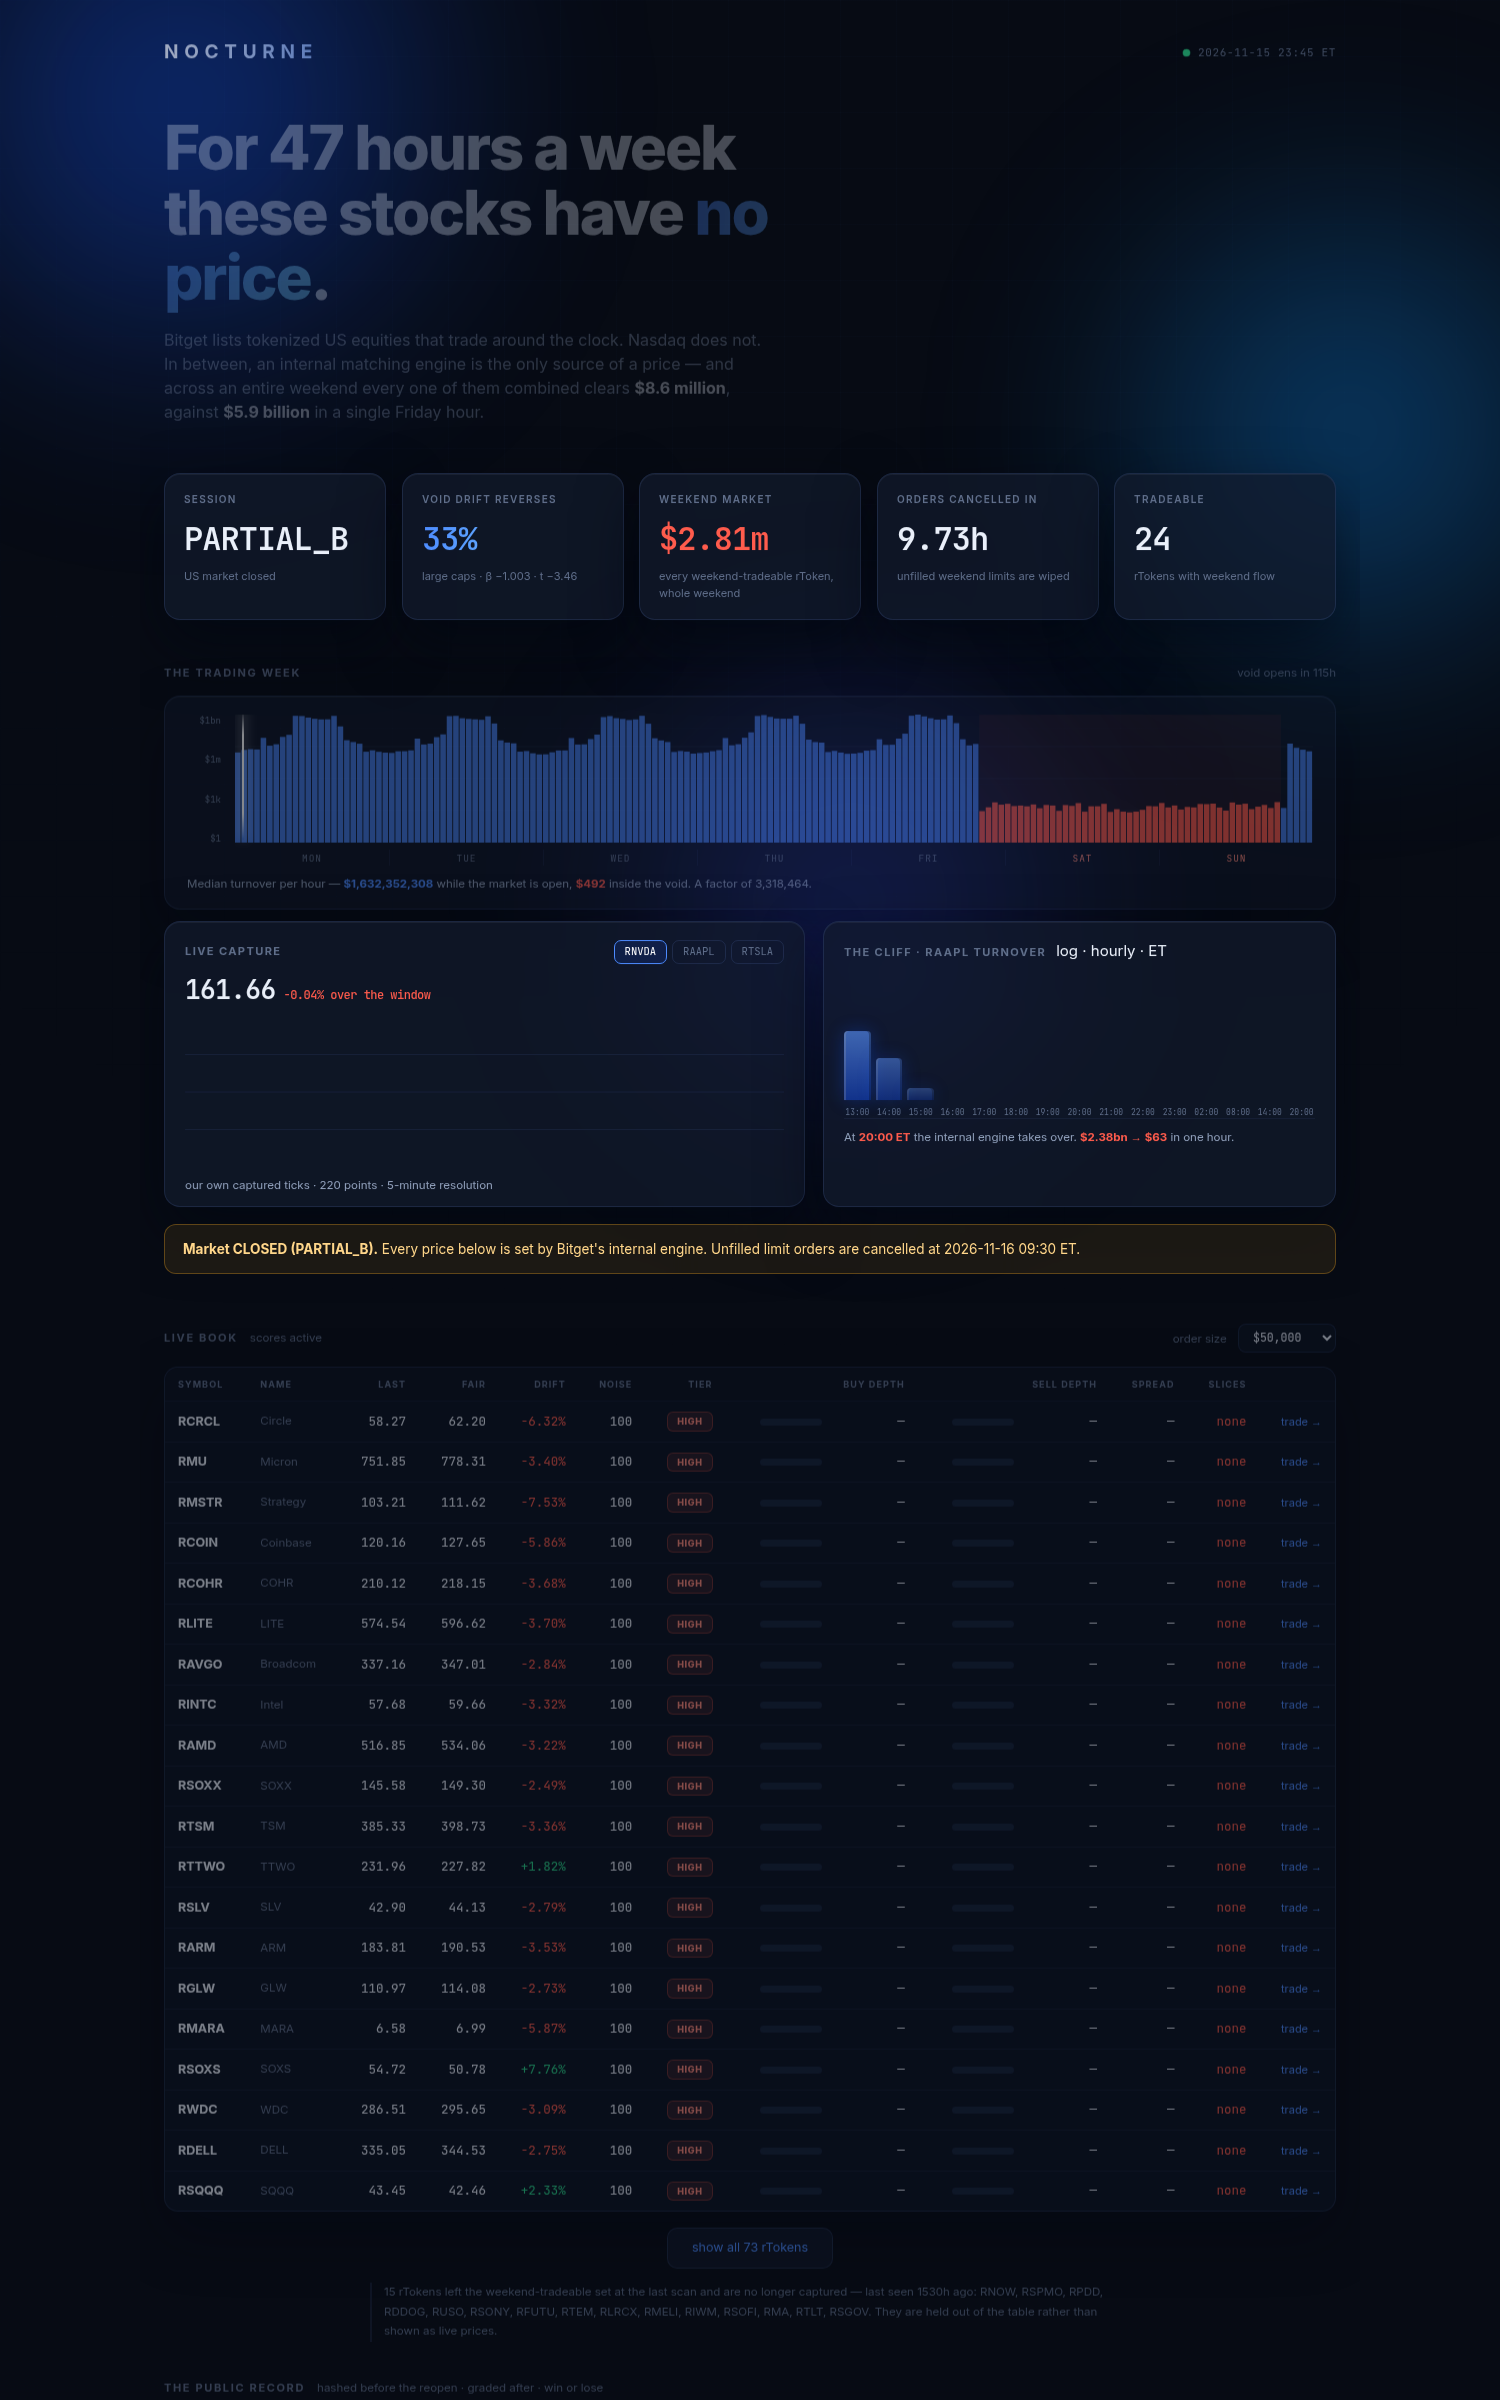 NOCTURNE
2026-11-15 23:45 ET
For 47 hours a week
these stocks have no
price.
Bitget lists tokenized US equities that trade around the clock. Nasdaq does not.
In between, an internal matching engine is the only source of a price — and
across an entire weekend every one of them combined clears $8.6 million,
against $5.9 billion in a single Friday hour.
SESSION
PARTIAL_B
US market closed
VOID DRIFT REVERSES
33%
large caps · β −1.003 · t −3.46
WEEKEND MARKET
$2.81m
every weekend-tradeable rToken,
whole weekend
ORDERS CANCELLED IN
9.73h
unfilled weekend limits are wiped
TRADEABLE
24
rTokens with weekend flow
THE TRADING WEEK
void opens in 115h
$1bn
$1m
$1k
$1
MON TUE WED THU FRI SAT SUN
Median turnover per hour — $1,632,352,308 while the market is open, $492 inside the void. A factor of 3,318,464.
LIVE CAPTURE
RNVDA RAAPL RTSLA
161.66 -0.04% over the window
our own captured ticks · 220 points · 5-minute resolution
THE CLIFF · RAAPL TURNOVER log · hourly · ET
13:00 14:00 15:00 16:00 17:00 18:00 19:00 20:00 21:00 22:00 23:00 02:00 08:00 14:00 20:00
At 20:00 ET the internal engine takes over. $2.38bn → $63 in one hour.
Market CLOSED (PARTIAL_B). Every price below is set by Bitget's internal engine. Unfilled limit orders are cancelled at 2026-11-16 09:30 ET.
LIVE BOOK scores active
order size $50,000
SYMBOL NAME LAST FAIR DRIFT NOISE TIER BUY DEPTH SELL DEPTH SPREAD SLICES
RCRCL Circle 58.27 62.20 -6.32% 100 HIGH — — — none trade →
RMU Micron 751.85 778.31 -3.40% 100 HIGH — — — none trade →
RMSTR Strategy 103.21 111.62 -7.53% 100 HIGH — — — none trade →
RCOIN Coinbase 120.16 127.65 -5.86% 100 HIGH — — — none trade →
RCOHR COHR 210.12 218.15 -3.68% 100 HIGH — — — none trade →
RLITE LITE 574.54 596.62 -3.70% 100 HIGH — — — none trade →
RAVGO Broadcom 337.16 347.01 -2.84% 100 HIGH — — — none trade →
RINTC Intel 57.68 59.66 -3.32% 100 HIGH — — — none trade →
RAMD AMD 516.85 534.06 -3.22% 100 HIGH — — — none trade →
RSOXX SOXX 145.58 149.30 -2.49% 100 HIGH — — — none trade →
RTSM TSM 385.33 398.73 -3.36% 100 HIGH — — — none trade →
RTTWO TTWO 231.96 227.82 +1.82% 100 HIGH — — — none trade →
RSLV SLV 42.90 44.13 -2.79% 100 HIGH — — — none trade →
RARM ARM 183.81 190.53 -3.53% 100 HIGH — — — none trade →
RGLW GLW 110.97 114.08 -2.73% 100 HIGH — — — none trade →
RMARA MARA 6.58 6.99 -5.87% 100 HIGH — — — none trade →
RSOXS SOXS 54.72 50.78 +7.76% 100 HIGH — — — none trade →
RWDC WDC 286.51 295.65 -3.09% 100 HIGH — — — none trade →
RDELL DELL 335.05 344.53 -2.75% 100 HIGH — — — none trade →
RSQQQ SQQQ 43.45 42.46 +2.33% 100 HIGH — — — none trade →
show all 73 rTokens
15 rTokens left the weekend-tradeable set at the last scan and are no longer captured — last seen 1530h ago: RNOW, RSPMO, RPDD,
RDDOG, RUSO, RSONY, RFUTU, RTEM, RLRCX, RMELI, RIWM, RSOFI, RMA, RTLT, RSGOV. They are held out of the table rather than
shown as live prices.
THE PUBLIC RECORD hashed before the reopen · graded after · win or lose